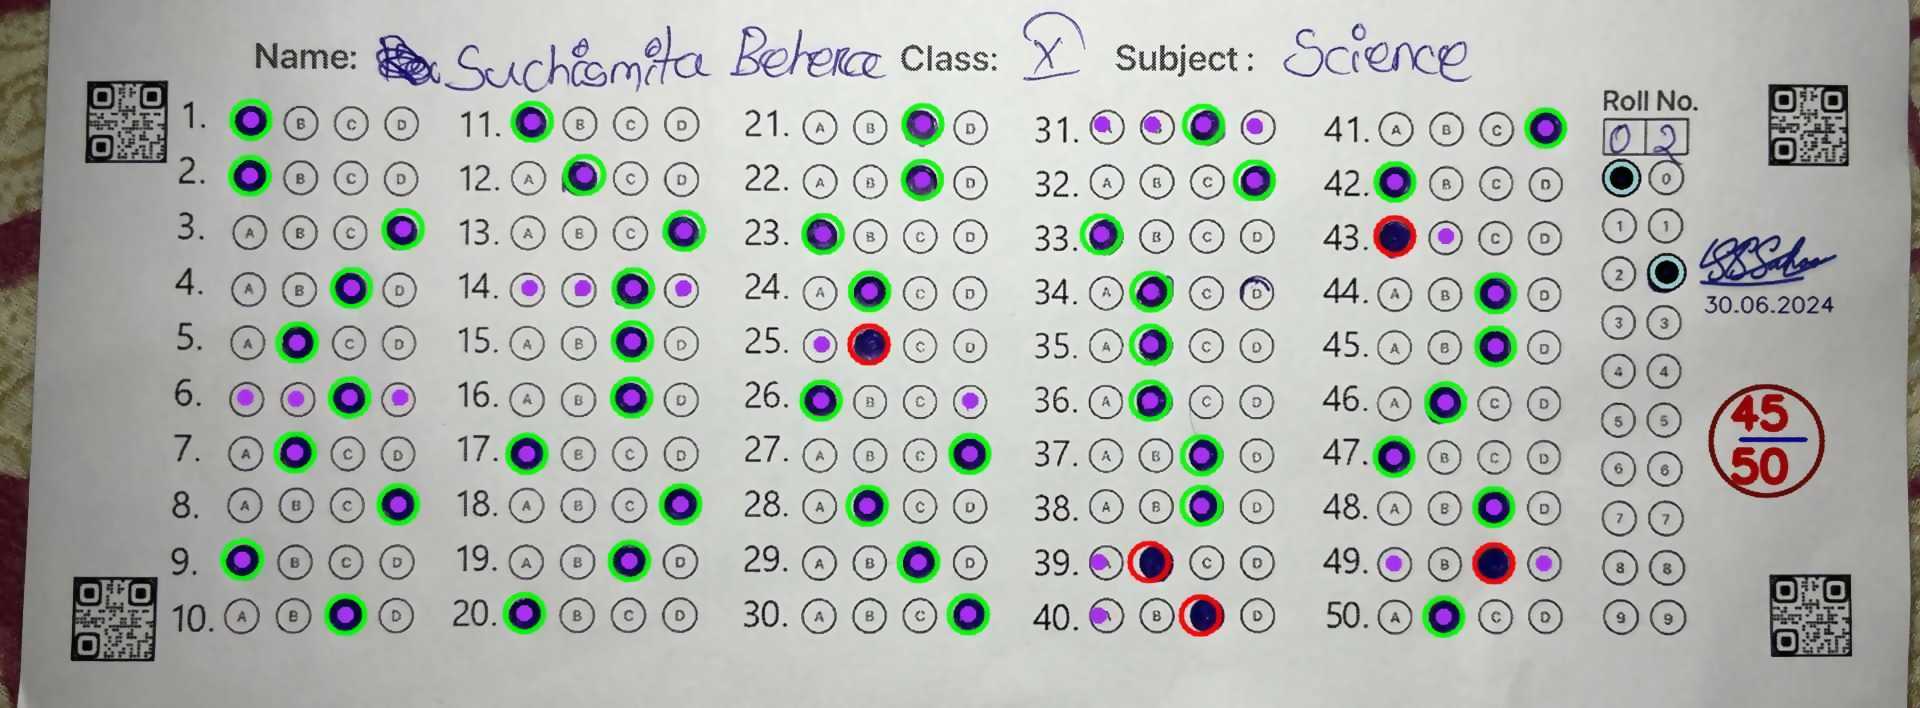 Name: Suchismita Behera Class: X Subject: Science
1. B C D 11. B C D 21. A B D 31. 41. A B C
2. B C D 12. A C D 22. A B D 32. A B C 42. B C D
3. A B C 13. A B C 23. B C D 33. B C D 43. C D
4. A B D 14. 24. A C D 34. A C D 44. A B D
5. A C D 15. A B D 25. C D 35. A C D 45. A B D
6. 16. A B D 26. B C 36. A C D 46. A C D
7. A C D 17. B C D 27. A B C 37. A B D 47. B C D
8. A B C 18. A B C 28. A C D 38. A B D 48. A B D
9. B C D 19. A B D 29. A B D 39. C D 49. B
10. A B D 20. B C D 30. A B C 40. B D 50. A C D
Roll No.
0 2
0
1 1
2
3 3
4 4
5 5
6 6
7 7
8 8
9 9
30.06.2024
45
50